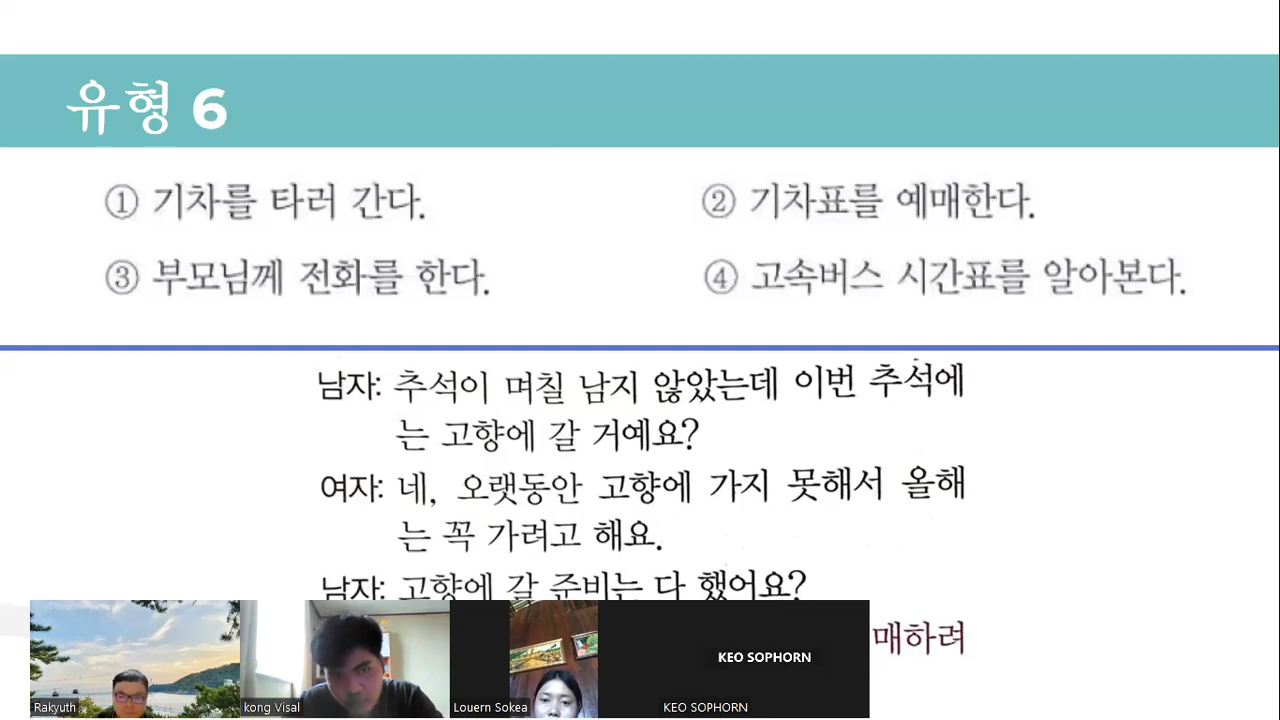 유형 6
① 기차를 타러 간다. ② 기차표를 예매한다.
③ 부모님께 전화를 한다. ④ 고속버스 시간표를 알아본다.
남자: 추석이 며칠 남지 않았는데 이번 추석에
는 고향에 갈 거예요?
여자: 네, 오랫동안 고향에 가지 못해서 올해
는 꼭 가려고 해요.
남자: 고향에 갈 준비는 다 했어요?
매하려
KEO SOPHORN
Rakyuth kong Visal Louern Sokea KEO SOPHORN